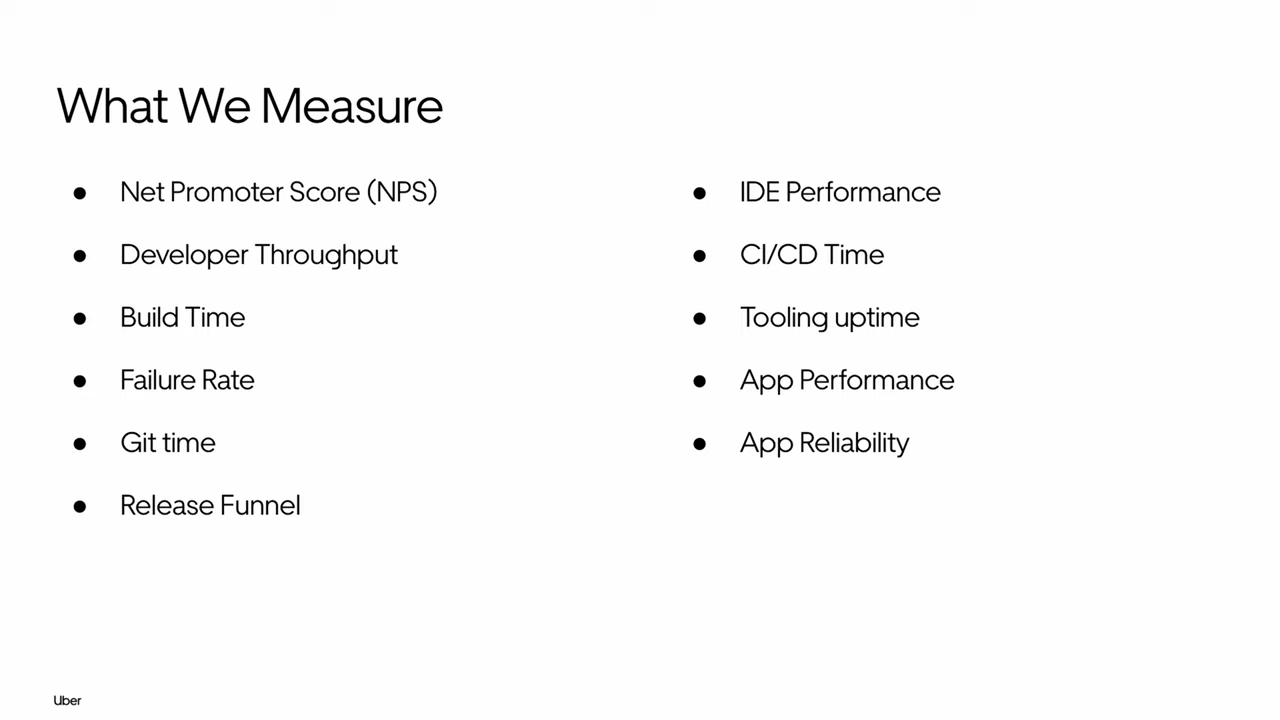 What We Measure
● Net Promoter Score (NPS)
● Developer Throughput
● Build Time
● Failure Rate
● Git time
● Release Funnel
● IDE Performance
● CI/CD Time
● Tooling uptime
● App Performance
● App Reliability
Uber